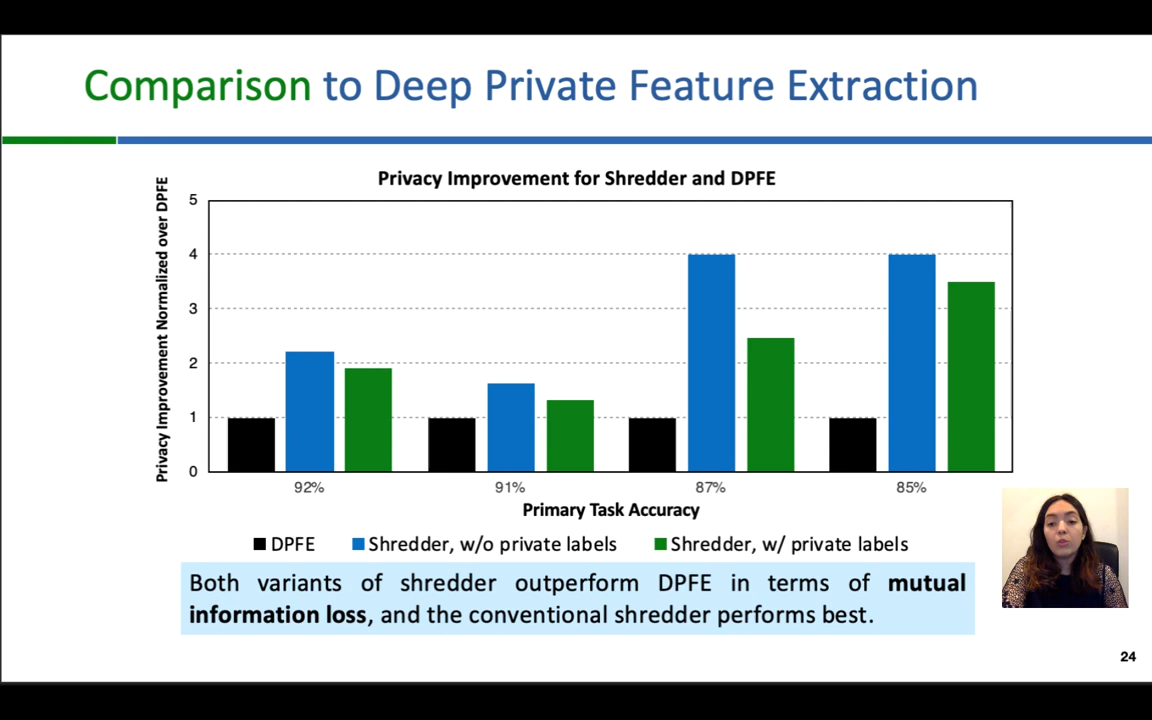 Comparison to Deep Private Feature Extraction
Privacy Improvement for Shredder and DPFE
Privacy Improvement Normalized over DPFE
5
4
3
2
1
0
92% 91% 87% 85%
Primary Task Accuracy
DPFE Shredder, w/o private labels Shredder, w/ private labels
Both variants of shredder outperform DPFE in terms of mutual
information loss, and the conventional shredder performs best.
24